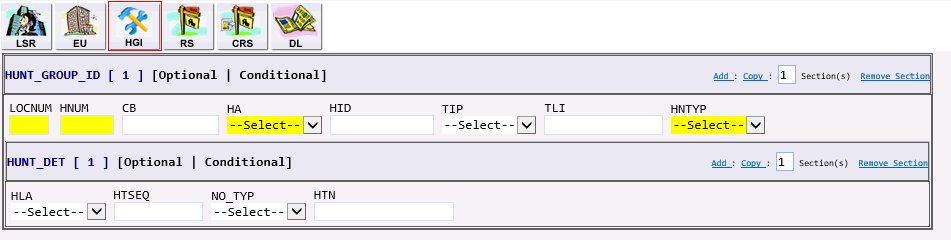 LSR EU HGI RS CRS DL
HUNT_GROUP_ID [ 1 ] [Optional | Conditional] Add : Copy : 1 Section(s) Remove Section
LOCNUM HNUM CB HA HID TIP TLI HNTYP
--Select-- --Select-- --Select--
HUNT_DET [ 1 ] [Optional | Conditional] Add : Copy : 1 Section(s) Remove Section
HLA HTSEQ NO_TYP HTN
--Select-- --Select--